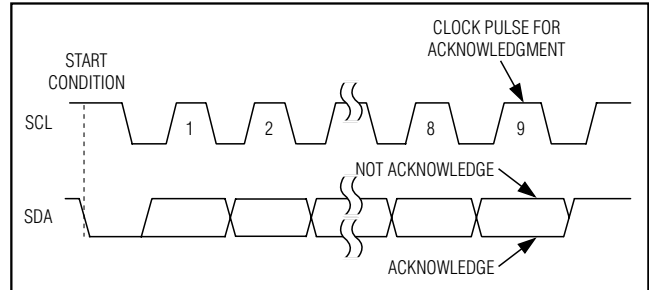 CLOCK PULSE FOR
ACKNOWLEDGMENT
START
CONDITION
SCL
1
2
8
9
NOT ACKNOWLEDGE
SDA
ACKNOWLEDGE